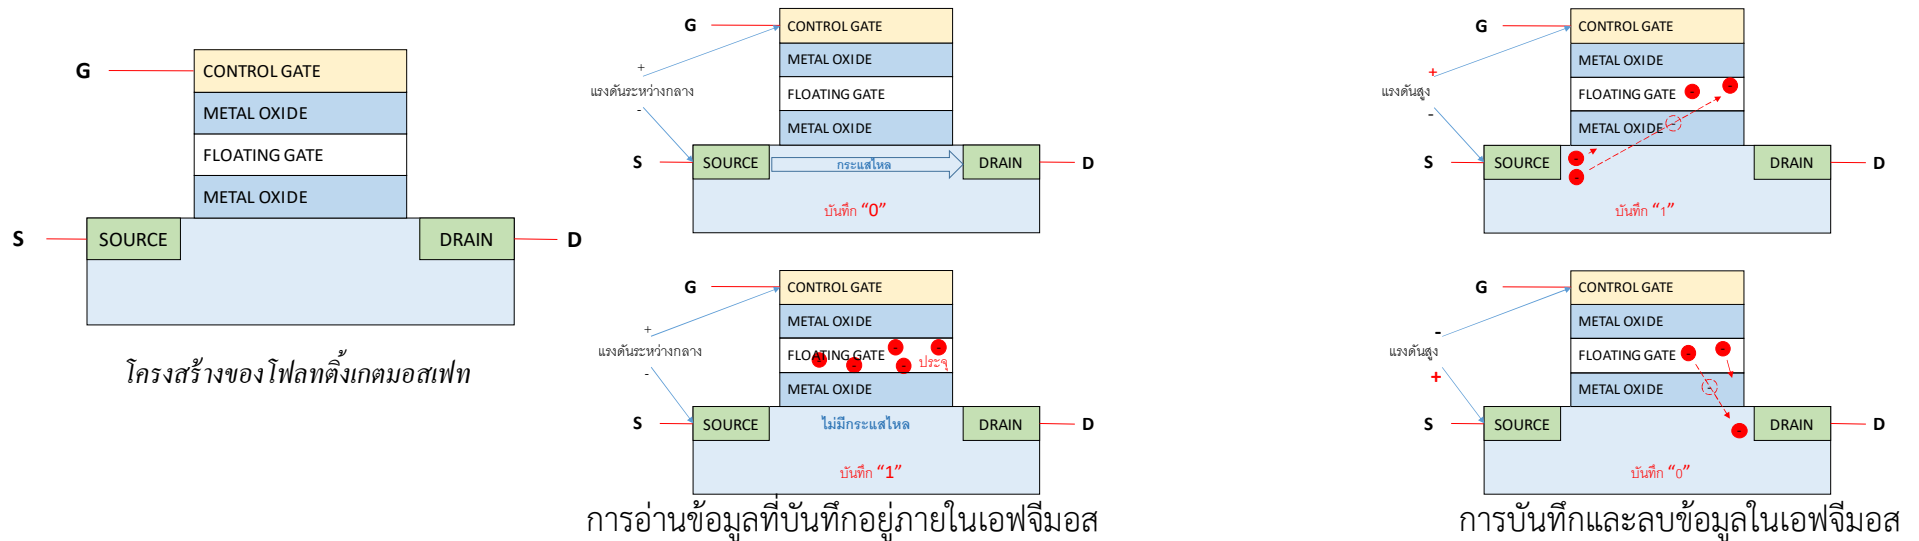 G
CONTROL GATE
METAL OXIDE
FLOATING GATE
METAL OXIDE
S
SOURCE
DRAIN
D
โครงสร้างของโฟลทติ้งเกตมอสเฟท
G
CONTROL GATE
METAL OXIDE
+
แรงดันระหว่างกลาง
-
FLOATING GATE
METAL OXIDE
S
SOURCE
กระแสไหล
DRAIN
D
บันทึก “0”
G
CONTROL GATE
METAL OXIDE
+
แรงดันระหว่างกลาง
-
FLOATING GATE
ประจุ
METAL OXIDE
S
SOURCE
ไม่มีกระแสไหล
DRAIN
D
บันทึก “1”
การอ่านข้อมูลที่บันทึกอยู่ภายในเอฟจีมอส
G
CONTROL GATE
METAL OXIDE
+
แรงดันสูง
-
FLOATING GATE
METAL OXIDE
S
SOURCE
DRAIN
D
บันทึก “1”
G
CONTROL GATE
METAL OXIDE
-
แรงดันสูง
+
FLOATING GATE
METAL OXIDE
S
SOURCE
DRAIN
D
บันทึก “0”
การบันทึกและลบข้อมูลในเอฟจีมอส